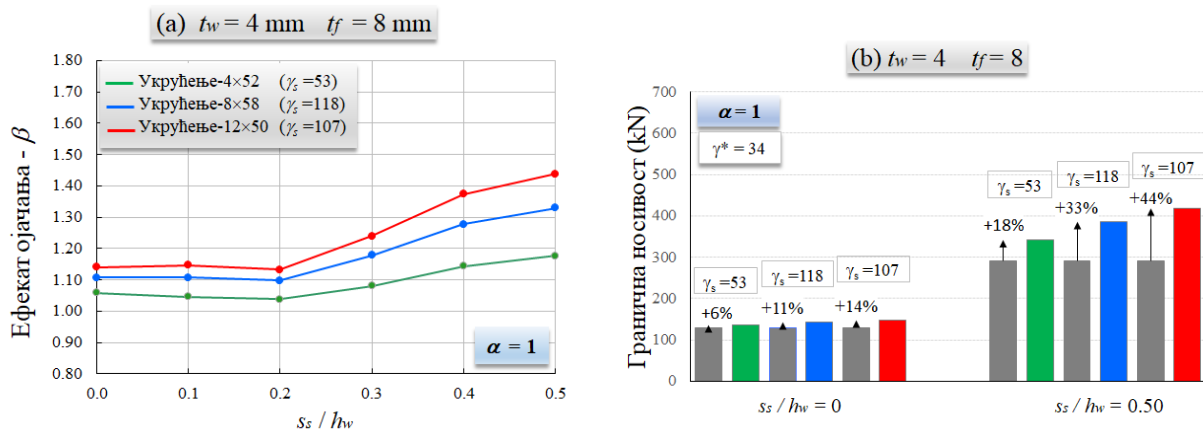 (a) tw = 4 mm tf = 8 mm
1.80
1.70
1.60
1.50
1.40
1.30
1.20
1.10
1.00
0.90
0.80
Ефекат ојачања - β
Укрућење-4×52 (γs =53)
Укрућење-8×58 (γs =118)
Укрућење-12×50 (γs =107)
α = 1
0.0 0.1 0.2 0.3 0.4 0.5
ss / hw
(b) tw = 4 tf = 8
Гранична носивост (kN)
800
700
600
500
400
300
200
100
0
α = 1
γ* = 34
γs =53 γs =118 γs =107
+6% +11% +14%
γs =53 γs =118 γs =107
+18% +33% +44%
ss / hw = 0 ss / hw = 0.50